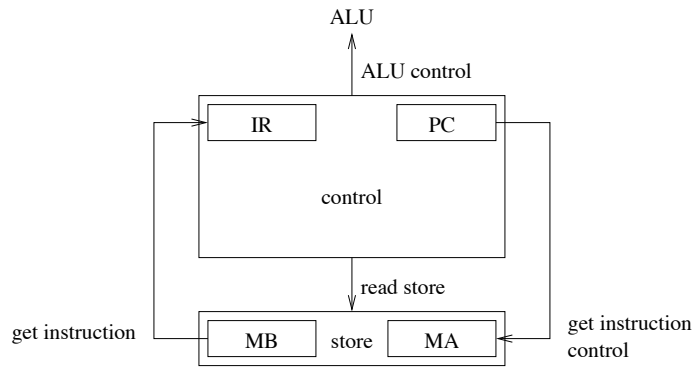 ALU
ALU control
IR
PC
control
read store
get instruction
MB
store
MA
get instruction
control